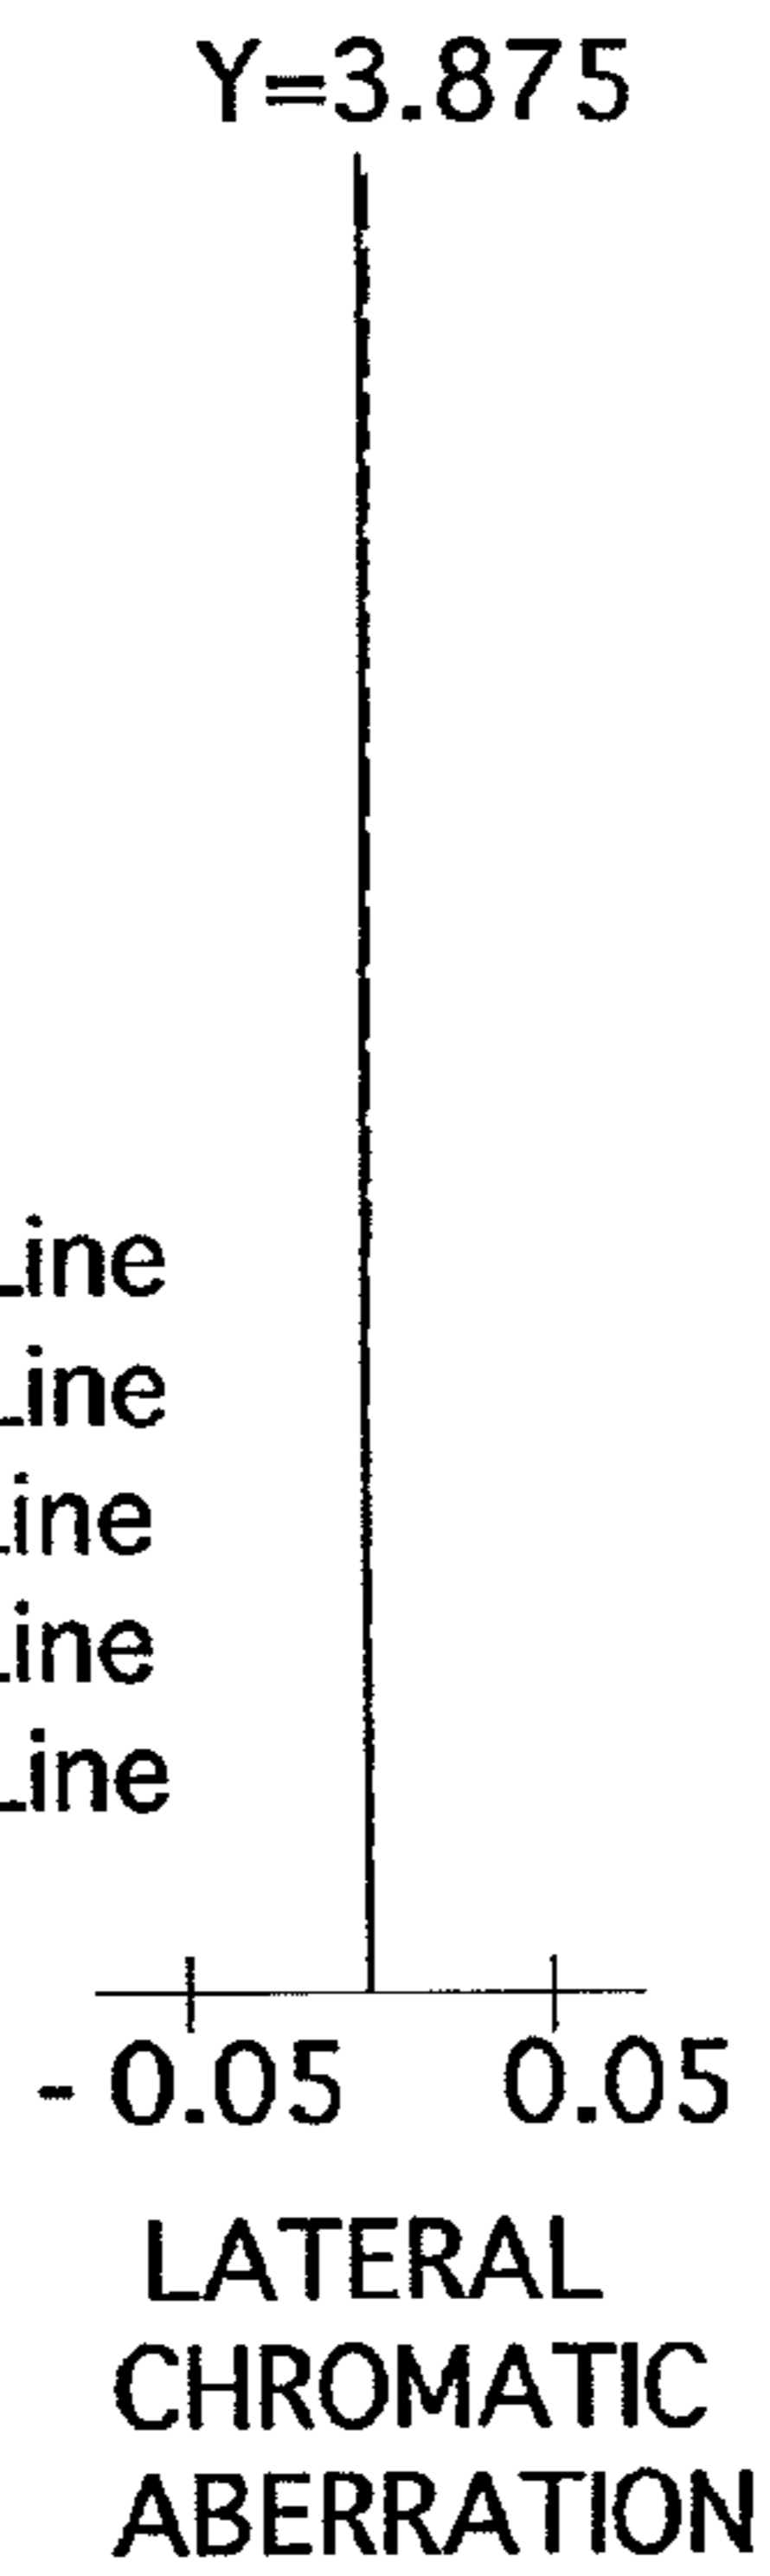 Y=3.875
Line
Line
Line
Line
Line
- 0.05 0.05
LATERAL
CHROMATIC
ABERRATION